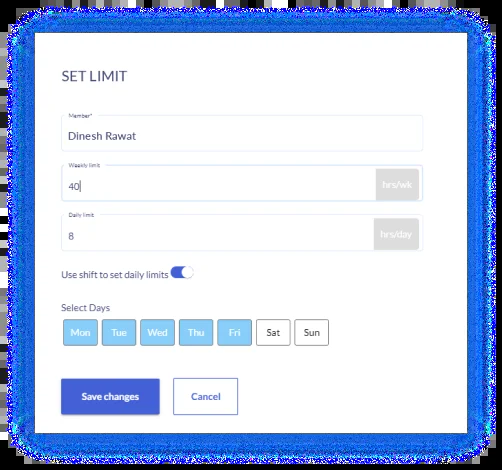 SET LIMIT
Member*
Dinesh Rawat
Weekly limit
40
hrs/wk
Daily limit
8
hrs/day
Use shift to set daily limits
Select Days
Mon Tue Wed Thu Fri Sat Sun
Save changes Cancel